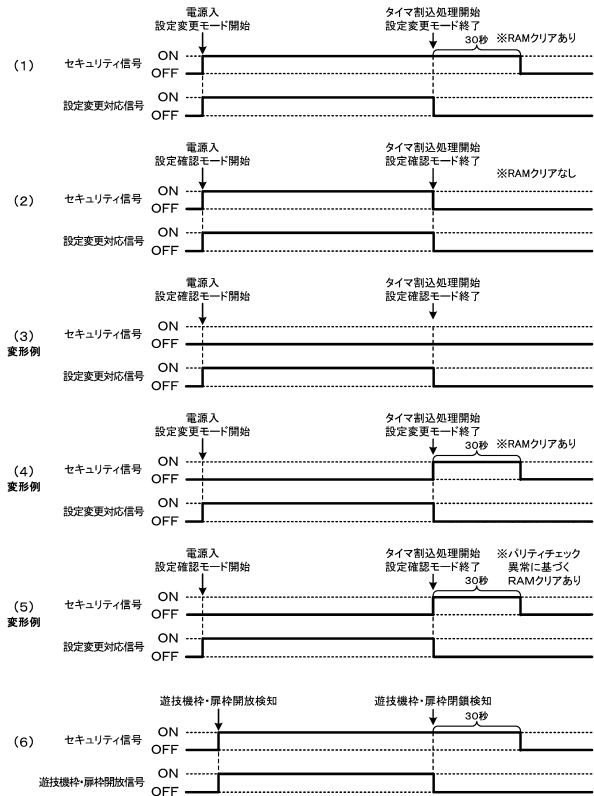 電源入
設定変更モード開始
タイマ割込処理開始
設定変更モード終了
30秒
※RAMクリアあり
(1)
セキュリティ信号
ON
OFF
設定変更対応信号
ON
OFF
電源入
設定確認モード開始
タイマ割込処理開始
設定確認モード終了
※RAMクリアなし
(2)
セキュリティ信号
ON
OFF
設定変更対応信号
ON
OFF
電源入
設定確認モード開始
タイマ割込処理開始
設定確認モード終了
(3)
変形例
セキュリティ信号
ON
OFF
設定変更対応信号
ON
OFF
電源入
設定変更モード開始
タイマ割込処理開始
設定変更モード終了
30秒
※RAMクリアあり
(4)
変形例
セキュリティ信号
ON
OFF
設定変更対応信号
ON
OFF
電源入
設定確認モード開始
タイマ割込処理開始
設定確認モード終了
30秒
※パリティチェック
異常に基づく
RAMクリアあり
(5)
変形例
セキュリティ信号
ON
OFF
設定変更対応信号
ON
OFF
遊技機枠・扉枠開放検知
遊技機枠・扉枠閉鎖検知
30秒
(6)
セキュリティ信号
ON
OFF
遊技機枠・扉枠開放信号
ON
OFF